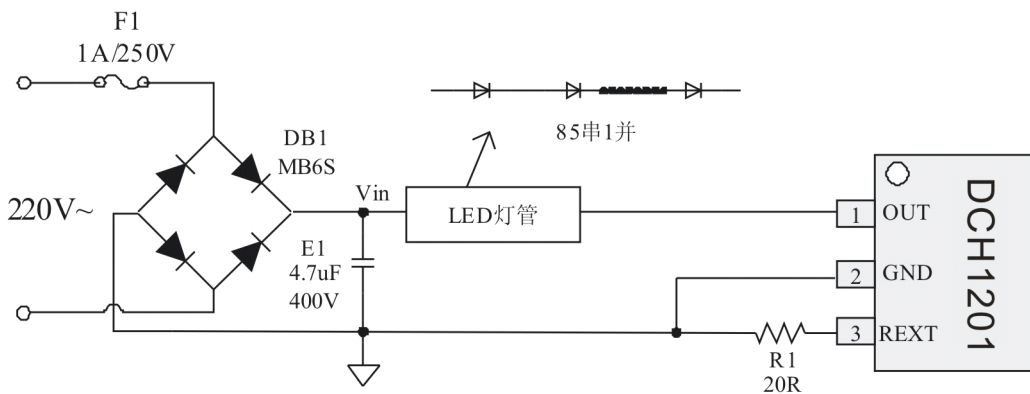 F1
1A/250V
DB1
MB6S
85串1并
220V~
Vin
LED灯管
E1
4.7uF
400V
1 OUT
2 GND
3 REXT
R1
20R
DCH1201